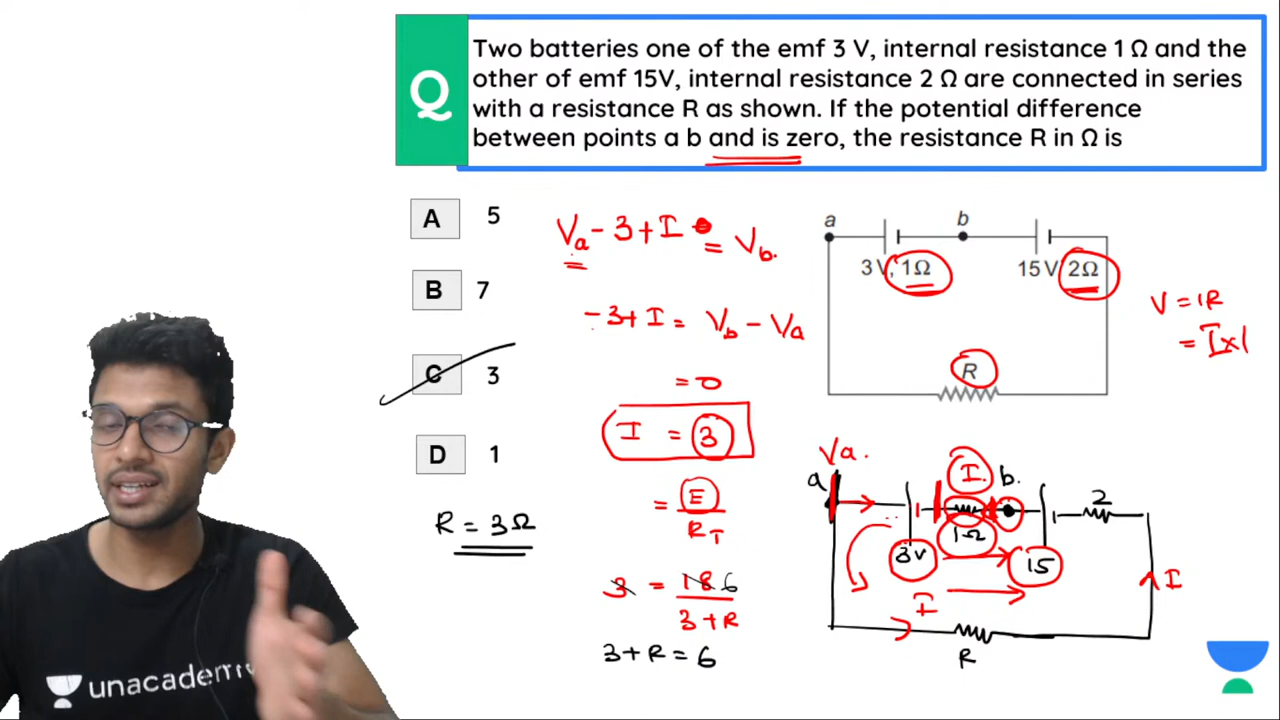 Q
Two batteries one of the emf 3 V, internal resistance 1 Ω and the
other of emf 15V, internal resistance 2 Ω are connected in series
with a resistance R as shown. If the potential difference
between points a b and is zero, the resistance R in Ω is
A 5
B 7
C 3
D 1
R = 3Ω
Va - 3 + I = Vb.
-3 + I = Vb - Va
= 0
I = 3
= E / RT
3 = 18 6 / 3 + R
3 + R = 6
a b
3 V, 1Ω 15 V 2Ω
R
V = IR
= I x 1
Va.
a I. b. 2
1Ω
3V 15
I I
R
unacademy